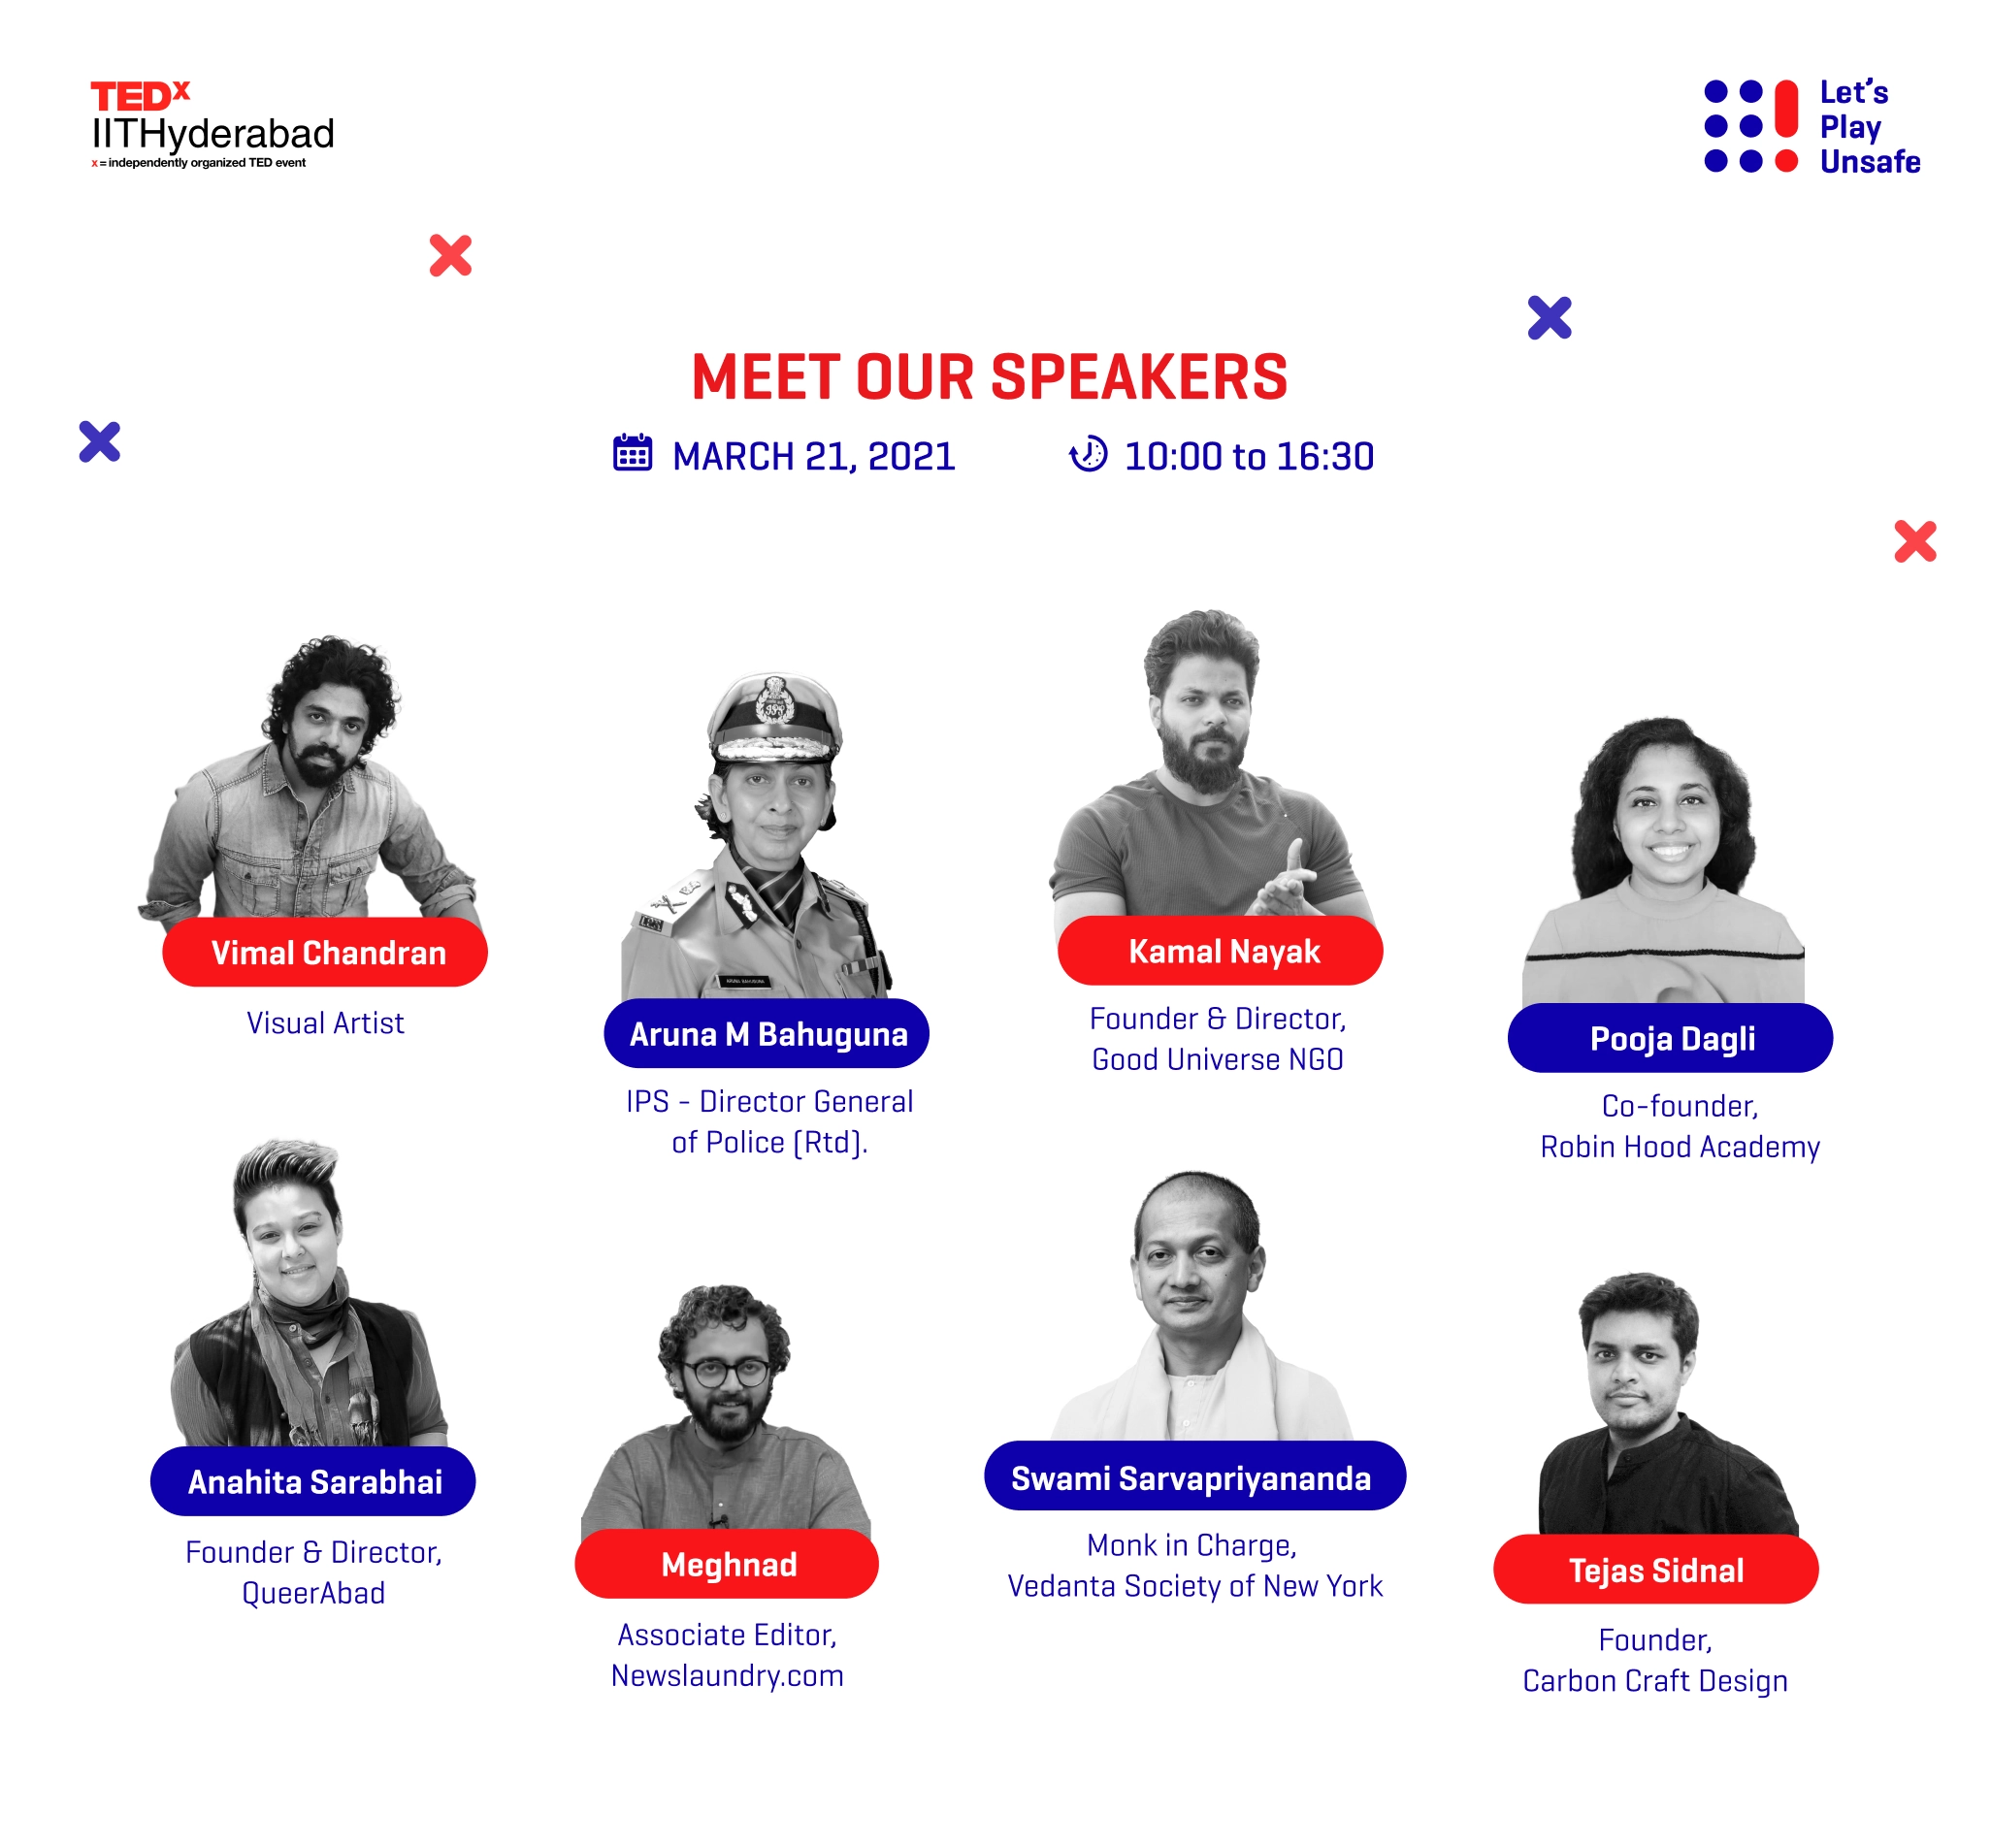 TEDx
IITHyderabad
x = independently organized TED event
Let's
Play
Unsafe
MEET OUR SPEAKERS
MARCH 21, 2021
10:00 to 16:30
Vimal Chandran
Visual Artist
ARUNA BAHUGUNA
Aruna M Bahuguna
IPS - Director General
of Police (Rtd).
Kamal Nayak
Founder & Director,
Good Universe NGO
Pooja Dagli
Co-founder,
Robin Hood Academy
Anahita Sarabhai
Founder & Director,
QueerAbad
Meghnad
Associate Editor,
Newslaundry.com
Swami Sarvapriyananda
Monk in Charge,
Vedanta Society of New York
Tejas Sidnal
Founder,
Carbon Craft Design